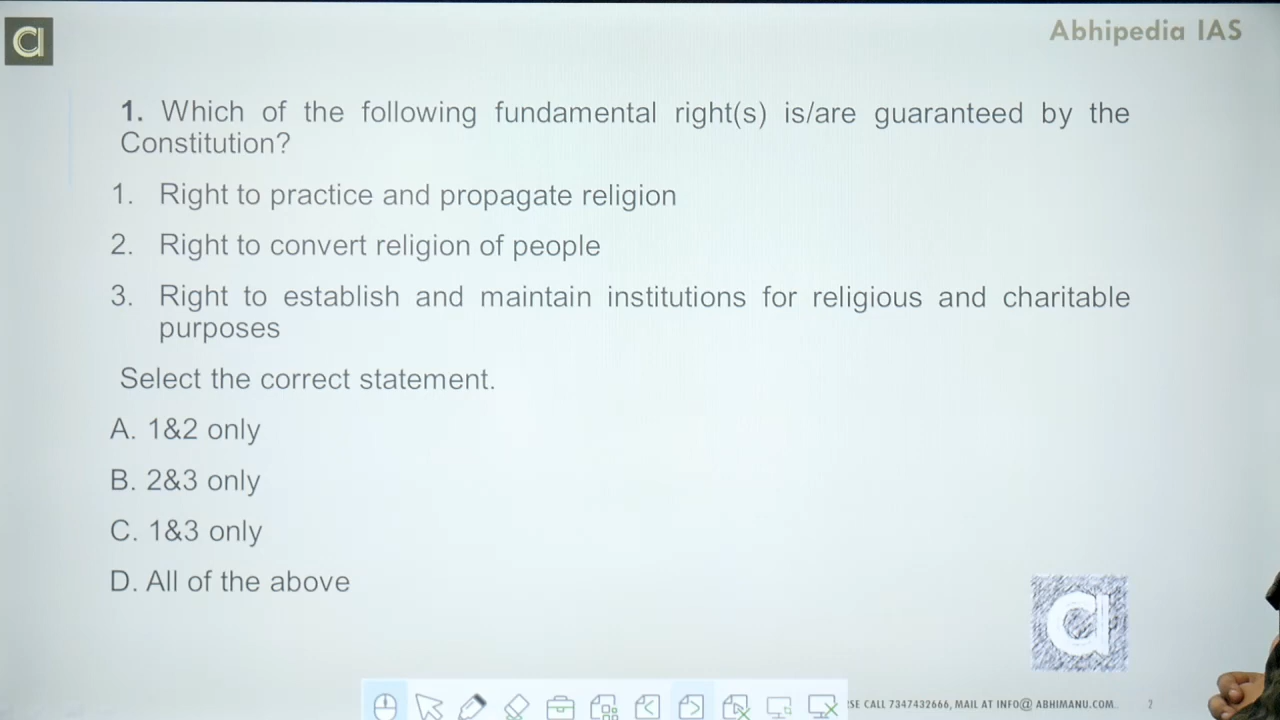 Abhipedia IAS
1. Which of the following fundamental right(s) is/are guaranteed by the
Constitution?
1. Right to practice and propagate religion
2. Right to convert religion of people
3. Right to establish and maintain institutions for religious and charitable
purposes
Select the correct statement.
A. 1&2 only
B. 2&3 only
C. 1&3 only
D. All of the above
CALL 7347432666, MAIL AT INFO@ ABHIMANU.COM. 2